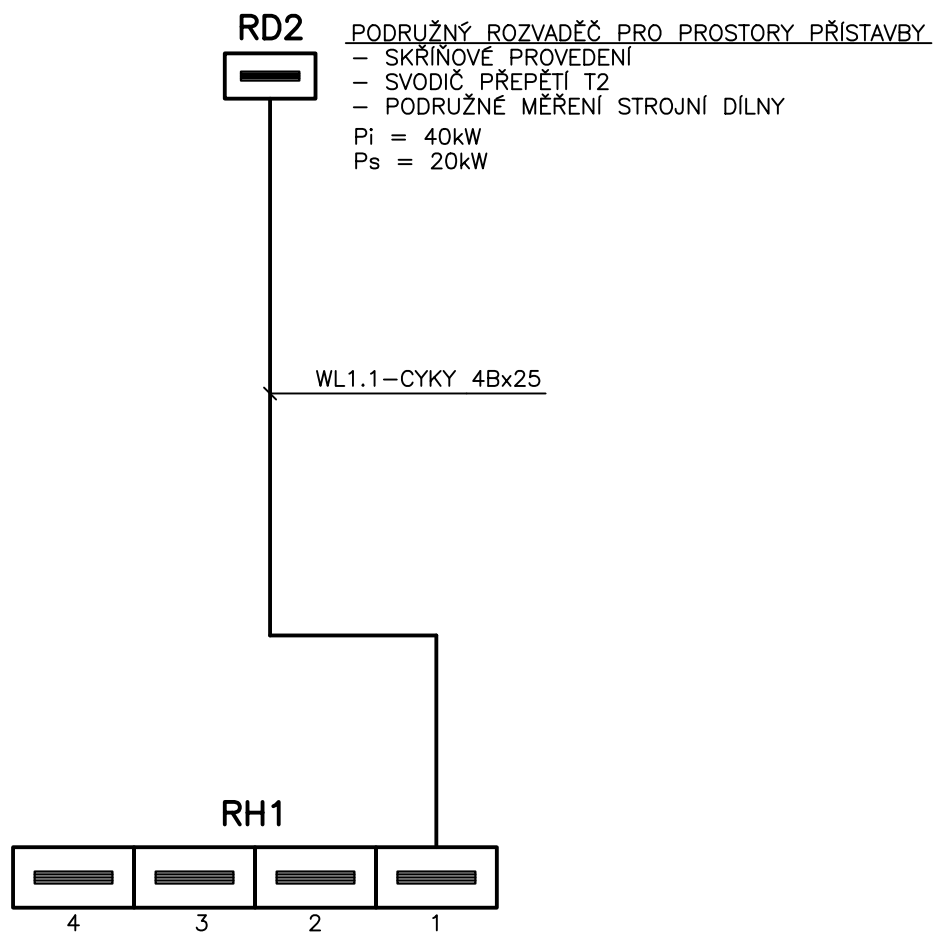 RD2
PODRUŽNÝ ROZVADĚČ PRO PROSTORY PŘÍSTAVBY
– SKŘÍŇOVÉ PROVEDENÍ
– SVODIČ PŘEPĚTÍ T2
– PODRUŽNÉ MĚŘENÍ STROJNÍ DÍLNY
Pi = 40kW
Ps = 20kW
WL1.1–CYKY 4Bx25
RH1
4 3 2 1